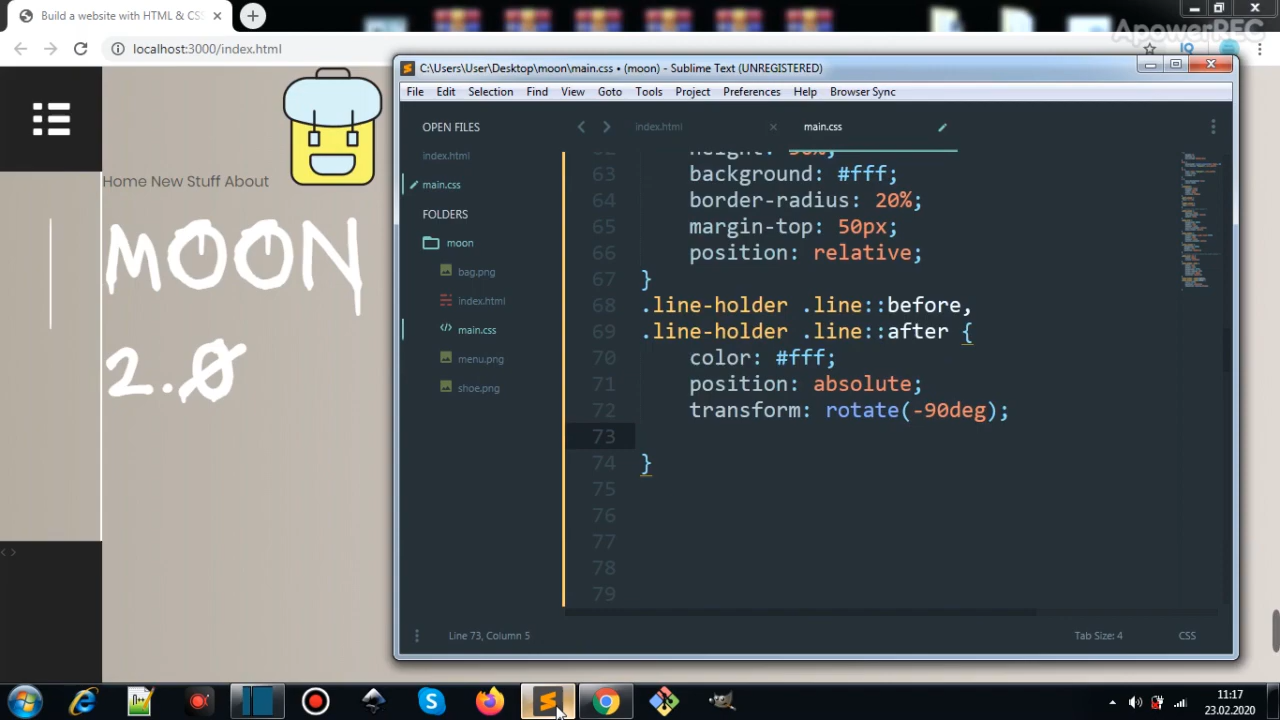 Build a website with HTML & CS
ApowerREC
localhost:3000/index.html
C:\Users\User\Desktop\moon\main.css • (moon) - Sublime Text (UNREGISTERED)
File Edit Selection Find View Goto Tools Project Preferences Help Browser Sync
OPEN FILES
index.html
main.css
FOLDERS
moon
bag.png
index.html
main.css
menu.png
shoe.png
index.html
main.css
63 background: #fff;
64 border-radius: 20%;
65 margin-top: 50px;
66 position: relative;
67 }
68 .line-holder .line::before,
69 .line-holder .line::after {
70 color: #fff;
71 position: absolute;
72 transform: rotate(-90deg);
73
74 }
75
76
77
78
79
Line 73, Column 5
Tab Size: 4
CSS
Home New Stuff About
MOON
2.0
11:17
23.02.2020